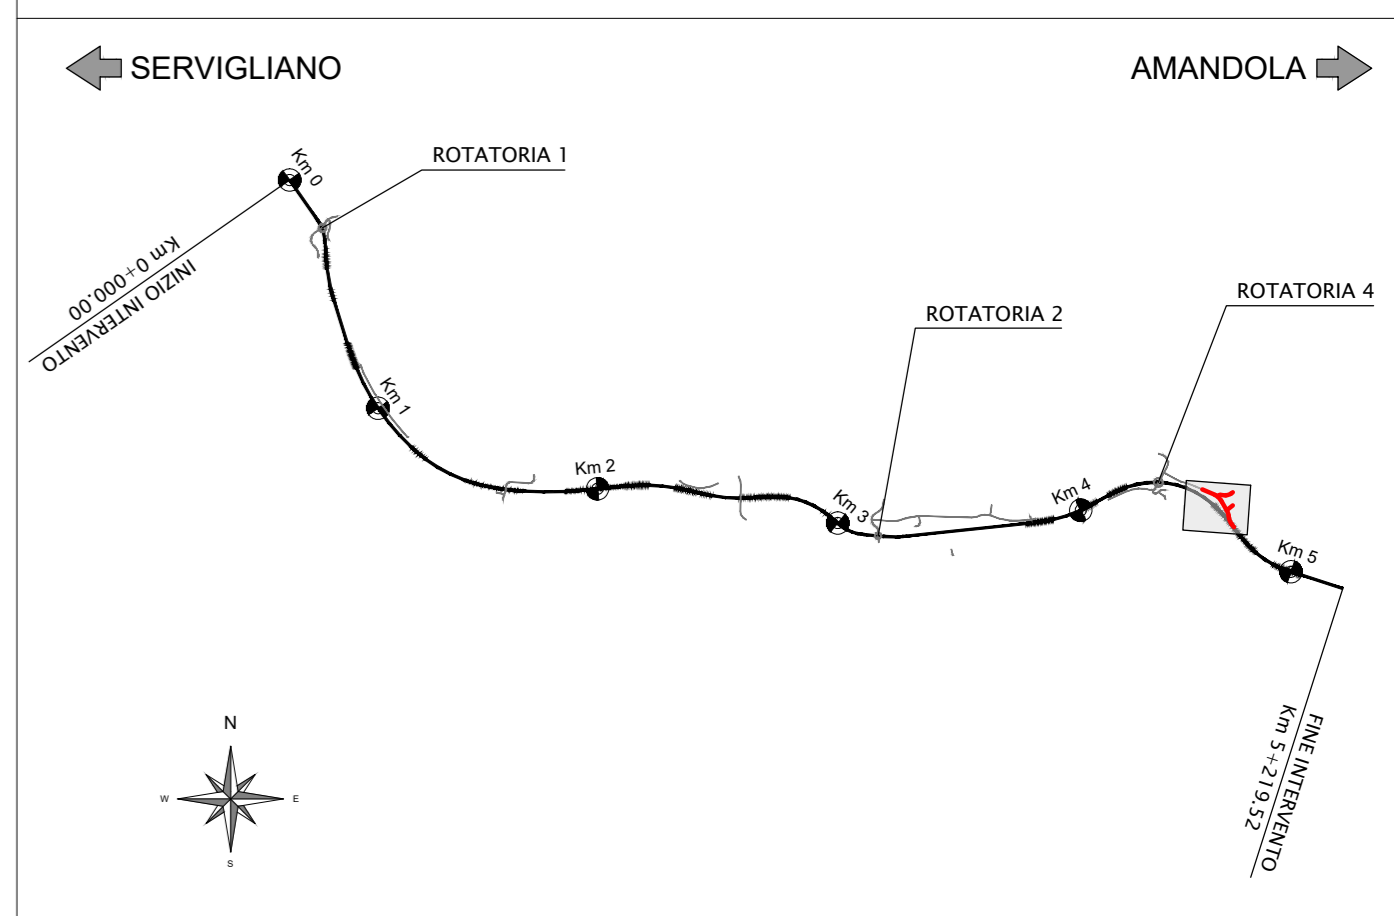 SERVIGLIANO
AMANDOLA
Km 0
ROTATORIA 1
Km 0+000.00
INIZIO INTERVENTO
ROTATORIA 4
ROTATORIA 2
Km 1
Km 2
Km 3
Km 4
Km 5
FINE INTERVENTO
Km 5+219.52
N
W
E
S